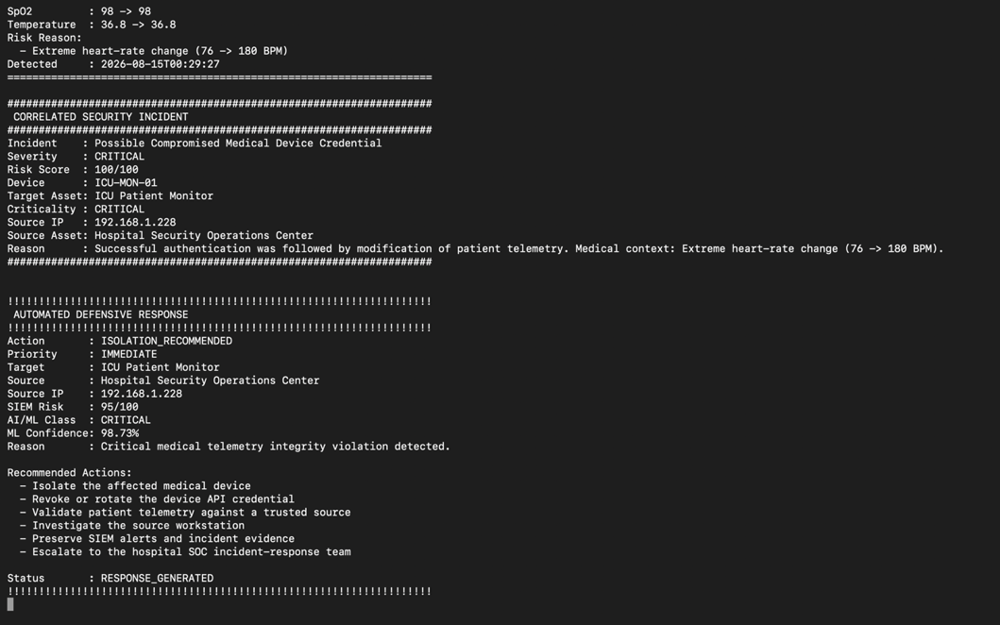 SpO2         : 98 -> 98
Temperature  : 36.8 -> 36.8
Risk Reason:
  - Extreme heart-rate change (76 -> 180 BPM)
Detected     : 2026-08-15T00:29:27
====================================================================
####################################################################
 CORRELATED SECURITY INCIDENT
####################################################################
Incident    : Possible Compromised Medical Device Credential
Severity    : CRITICAL
Risk Score  : 100/100
Device      : ICU-MON-01
Target Asset: ICU Patient Monitor
Criticality : CRITICAL
Source IP   : 192.168.1.228
Source Asset: Hospital Security Operations Center
Reason      : Successful authentication was followed by modification of patient telemetry. Medical context: Extreme heart-rate change (76 -> 180 BPM).
####################################################################
!!!!!!!!!!!!!!!!!!!!!!!!!!!!!!!!!!!!!!!!!!!!!!!!!!!!!!!!!!!!!!!!!!!!
 AUTOMATED DEFENSIVE RESPONSE
!!!!!!!!!!!!!!!!!!!!!!!!!!!!!!!!!!!!!!!!!!!!!!!!!!!!!!!!!!!!!!!!!!!!
Action       : ISOLATION_RECOMMENDED
Priority     : IMMEDIATE
Target       : ICU Patient Monitor
Source       : Hospital Security Operations Center
Source IP    : 192.168.1.228
SIEM Risk    : 95/100
AI/ML Class  : CRITICAL
ML Confidence: 98.73%
Reason       : Critical medical telemetry integrity violation detected.
Recommended Actions:
  - Isolate the affected medical device
  - Revoke or rotate the device API credential
  - Validate patient telemetry against a trusted source
  - Investigate the source workstation
  - Preserve SIEM alerts and incident evidence
  - Escalate to the hospital SOC incident-response team
Status       : RESPONSE_GENERATED
!!!!!!!!!!!!!!!!!!!!!!!!!!!!!!!!!!!!!!!!!!!!!!!!!!!!!!!!!!!!!!!!!!!!